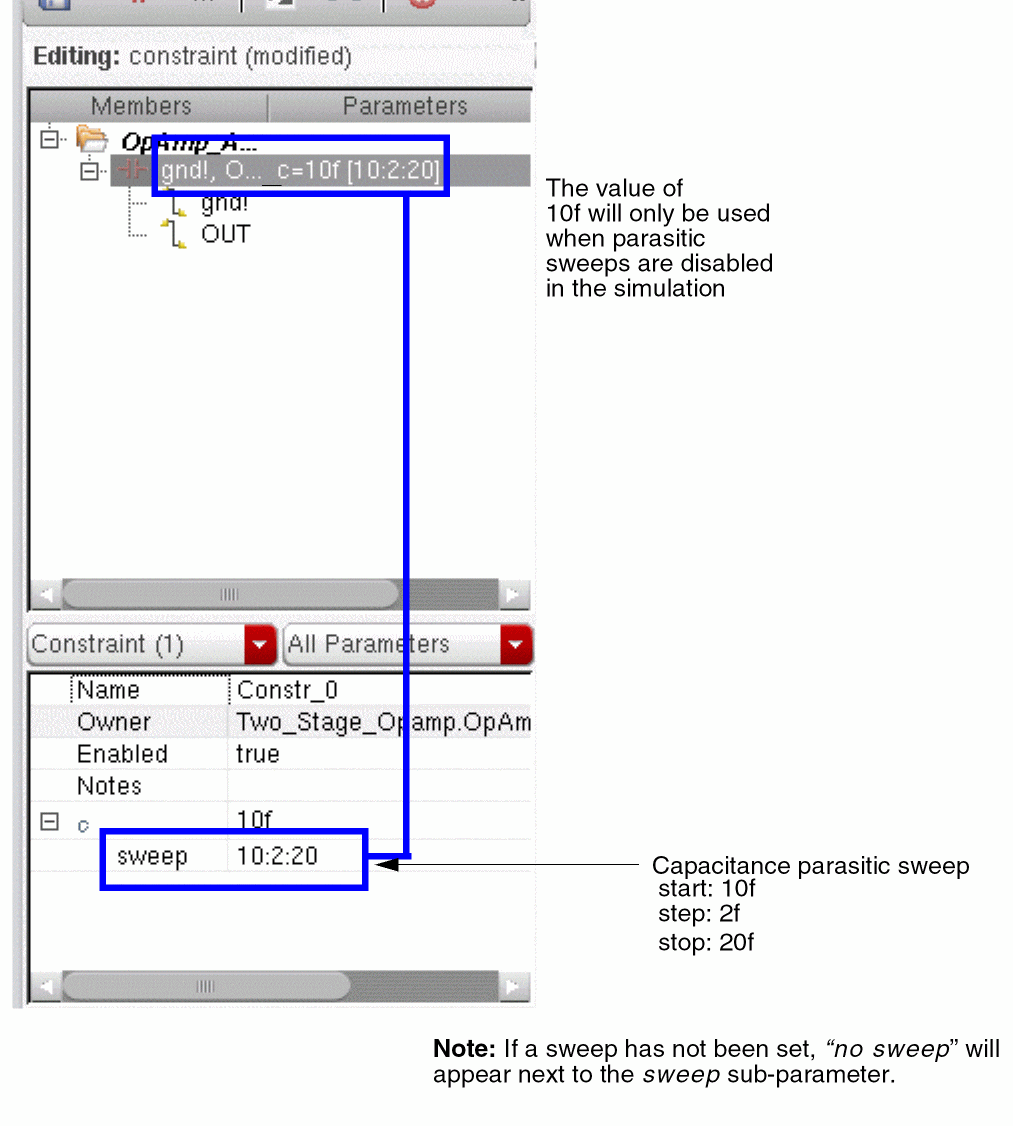 Editing: constraint (modified)
Members Parameters
OpAmp_A...
gnd!, O... c=10f [10:2:20]
gnd!
OUT
The value of
10f will only be used
when parasitic
sweeps are disabled
in the simulation
Constraint (1) All Parameters
Name Constr_0
Owner Two_Stage_Opamp.OpAm
Enabled true
Notes
c 10f
sweep 10:2:20
Capacitance parasitic sweep
start: 10f
step: 2f
stop: 20f
Note: If a sweep has not been set, “no sweep” will
appear next to the sweep sub-parameter.